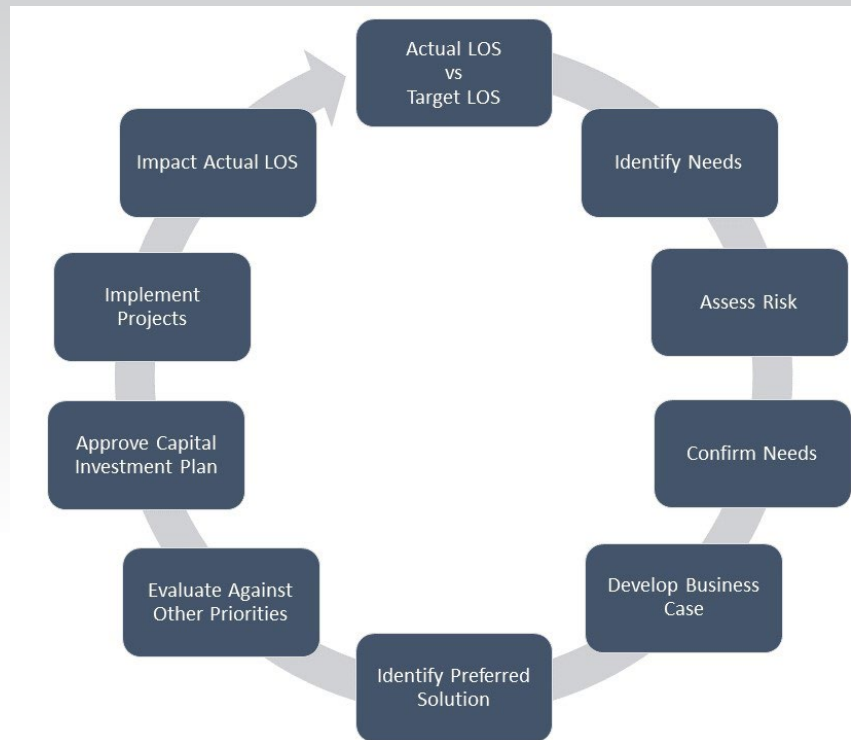 Actual LOS
vs
Target LOS
Identify Needs
Assess Risk
Confirm Needs
Develop Business
Case
Identify Preferred
Solution
Evaluate Against
Other Priorities
Approve Capital
Investment Plan
Implement
Projects
Impact Actual LOS